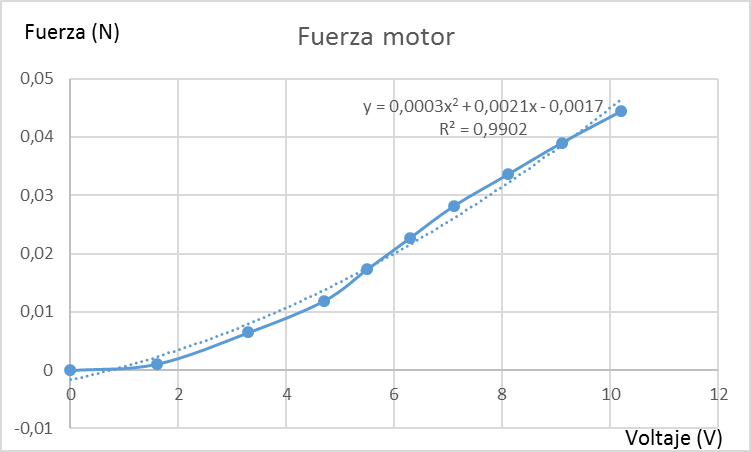 Fuerza (N)
Fuerza motor
0,05
y = 0,0003x² + 0,0021x - 0,0017
R² = 0,9902
0,04
0,03
0,02
0,01
0
0 2 4 6 8 10 12
-0,01
Voltaje (V)